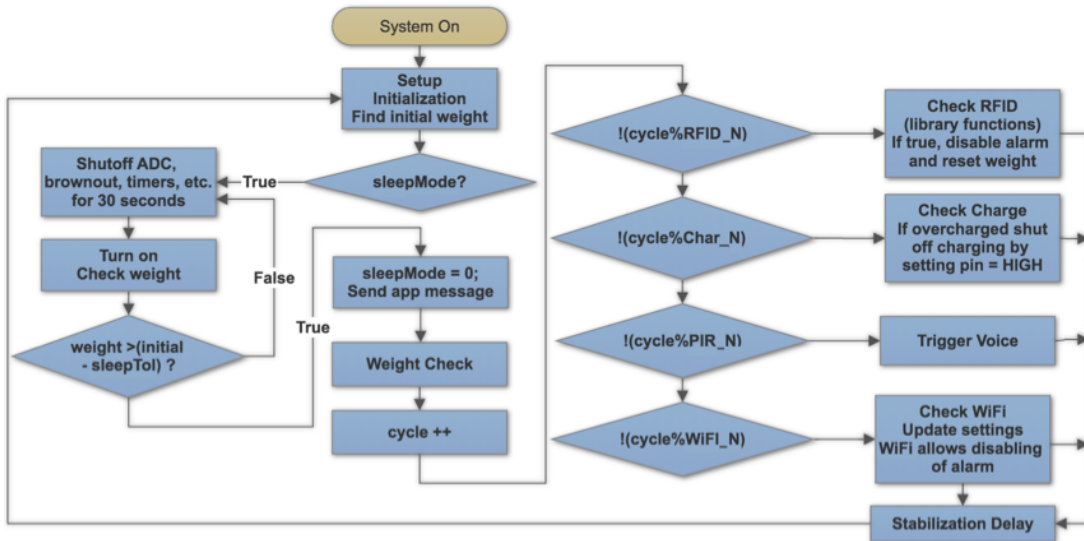 System On
Setup
Initialization
Find initial weight
sleepMode?
True
Shutoff ADC,
brownout, timers, etc.
for 30 seconds
Turn on
Check weight
weight >(initial
- sleepTol) ?
False
True
sleepMode = 0;
Send app message
Weight Check
cycle ++
!(cycle%RFID_N)
Check RFID
(library functions)
If true, disable alarm
and reset weight
!(cycle%Char_N)
Check Charge
If overcharged shut
off charging by
setting pin = HIGH
!(cycle%PIR_N)
Trigger Voice
!(cycle%WiFI_N)
Check WiFi
Update settings
WiFi allows disabling
of alarm
Stabilization Delay